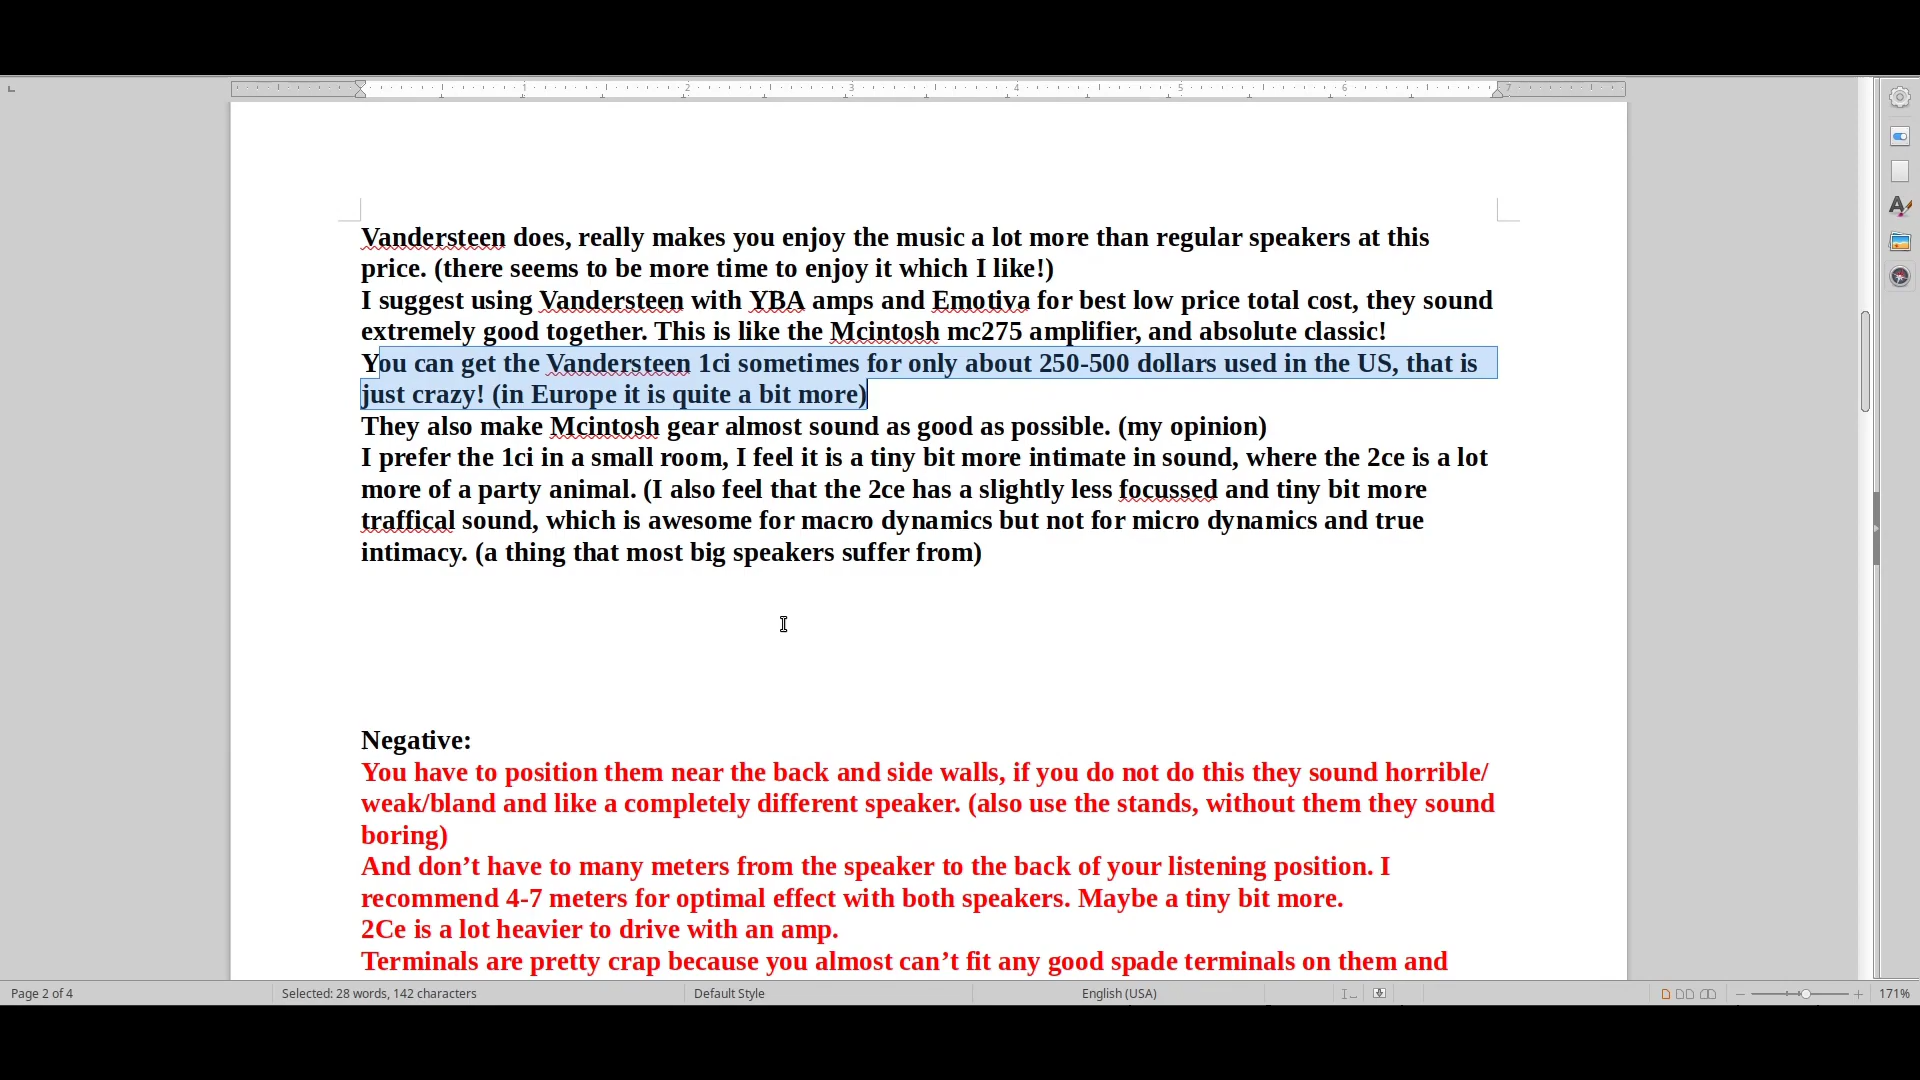 1 2 3 4 5 6 7
Vandersteen does, really makes you enjoy the music a lot more than regular speakers at this
price. (there seems to be more time to enjoy it which I like!)
I suggest using Vandersteen with YBA amps and Emotiva for best low price total cost, they sound
extremely good together. This is like the Mcintosh mc275 amplifier, and absolute classic!
You can get the Vandersteen 1ci sometimes for only about 250-500 dollars used in the US, that is
just crazy! (in Europe it is quite a bit more)
They also make Mcintosh gear almost sound as good as possible. (my opinion)
I prefer the 1ci in a small room, I feel it is a tiny bit more intimate in sound, where the 2ce is a lot
more of a party animal. (I also feel that the 2ce has a slightly less focussed and tiny bit more
traffical sound, which is awesome for macro dynamics but not for micro dynamics and true
intimacy. (a thing that most big speakers suffer from)
Negative:
You have to position them near the back and side walls, if you do not do this they sound horrible/
weak/bland and like a completely different speaker. (also use the stands, without them they sound
boring)
And don’t have to many meters from the speaker to the back of your listening position. I
recommend 4-7 meters for optimal effect with both speakers. Maybe a tiny bit more.
2Ce is a lot heavier to drive with an amp.
Terminals are pretty crap because you almost can’t fit any good spade terminals on them and
Page 2 of 4 Selected: 28 words, 142 characters Default Style English (USA) 171%